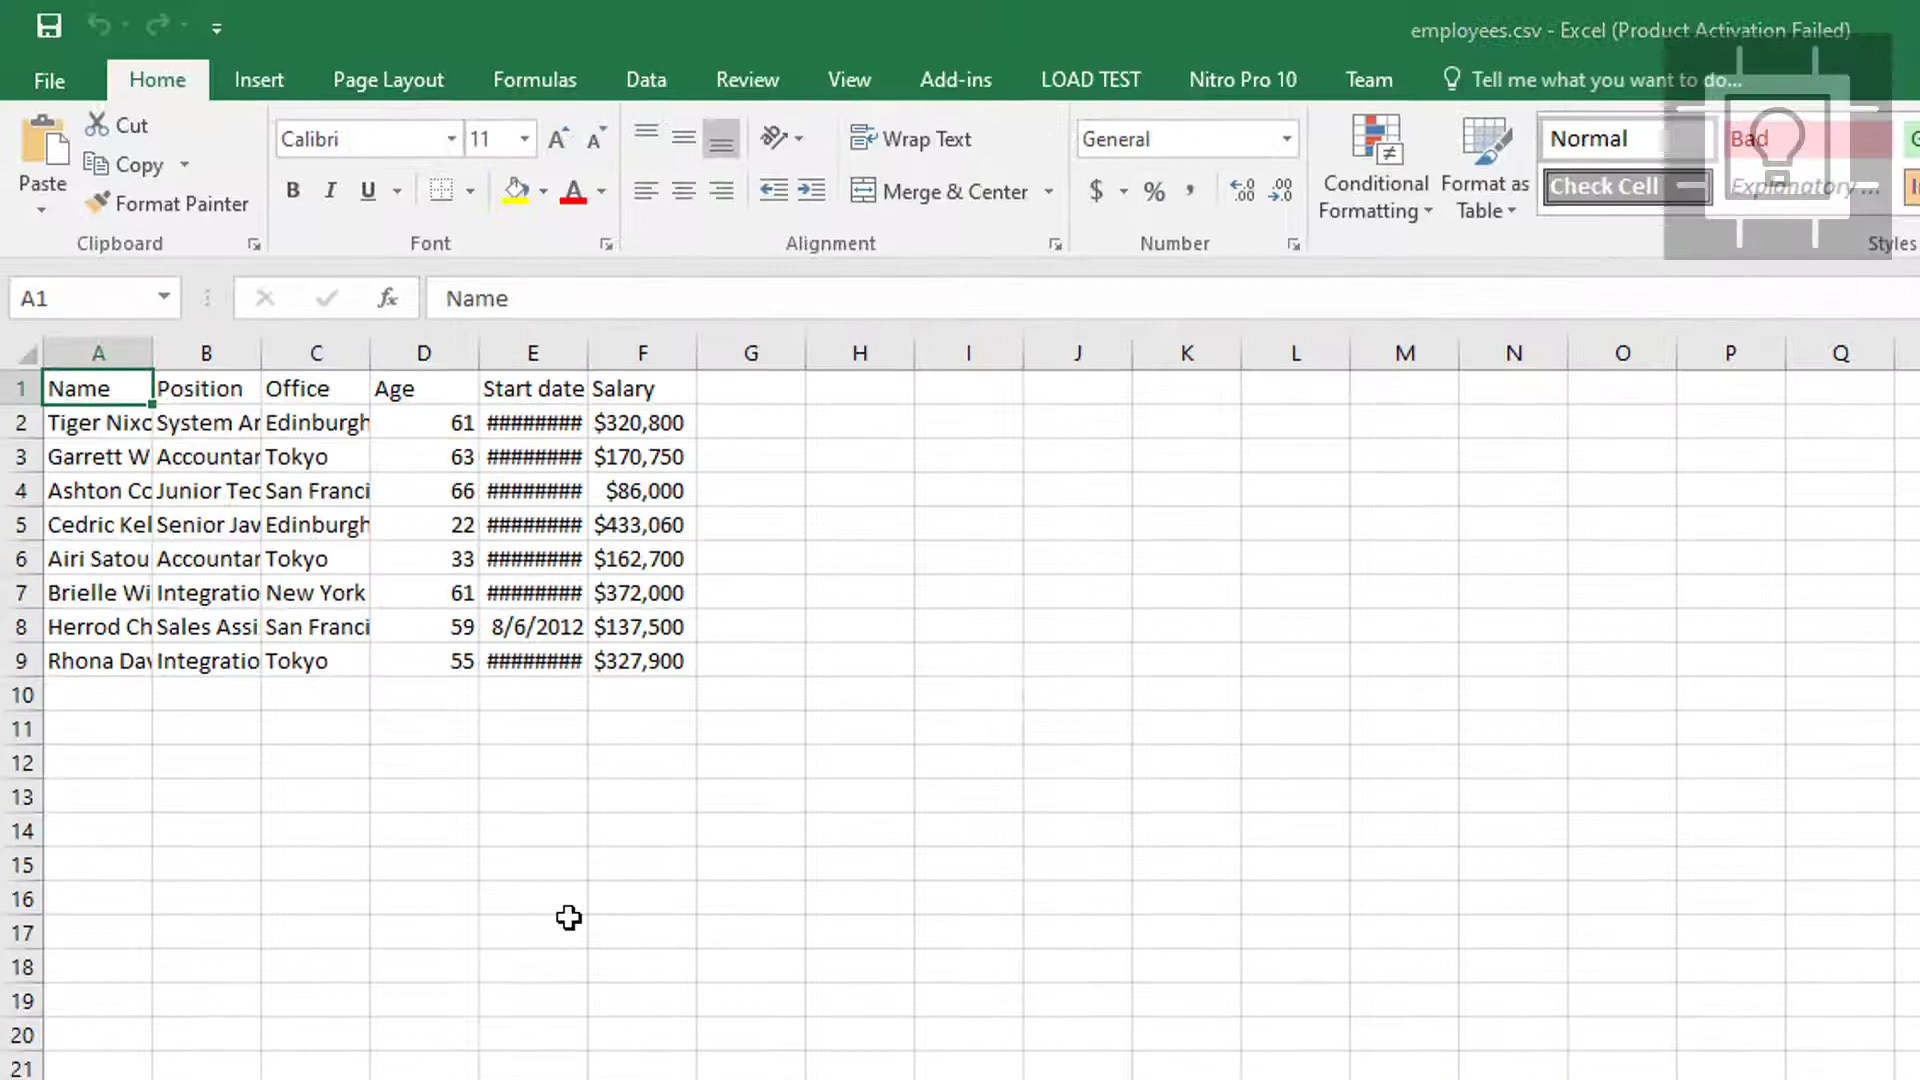 employees.csv - Excel (Product Activation Failed)
File Home Insert Page Layout Formulas Data Review View Add-ins LOAD TEST Nitro Pro 10 Team Tell me what you want to do...
Paste
Cut
Copy
Format Painter
Clipboard
Calibri 11
B I U
Font
Wrap Text
Merge & Center
Alignment
General
$ % ,
Number
Conditional Formatting
Format as Table
Normal Bad
Check Cell Explanatory ...
Styles
A1 fx Name
A B C D E F G H I J K L M N O P Q
1 Name Position Office Age Start date Salary
2 Tiger Nixo System Ar Edinburgh 61 ######## $320,800
3 Garrett W Accountar Tokyo 63 ######## $170,750
4 Ashton Co Junior Tec San Franci 66 ######## $86,000
5 Cedric Kel Senior Jav Edinburgh 22 ######## $433,060
6 Airi Satou Accountar Tokyo 33 ######## $162,700
7 Brielle Wi Integratio New York 61 ######## $372,000
8 Herrod Ch Sales Assi San Franci 59 8/6/2012 $137,500
9 Rhona Dav Integratio Tokyo 55 ######## $327,900
10
11
12
13
14
15
16
17
18
19
20
21